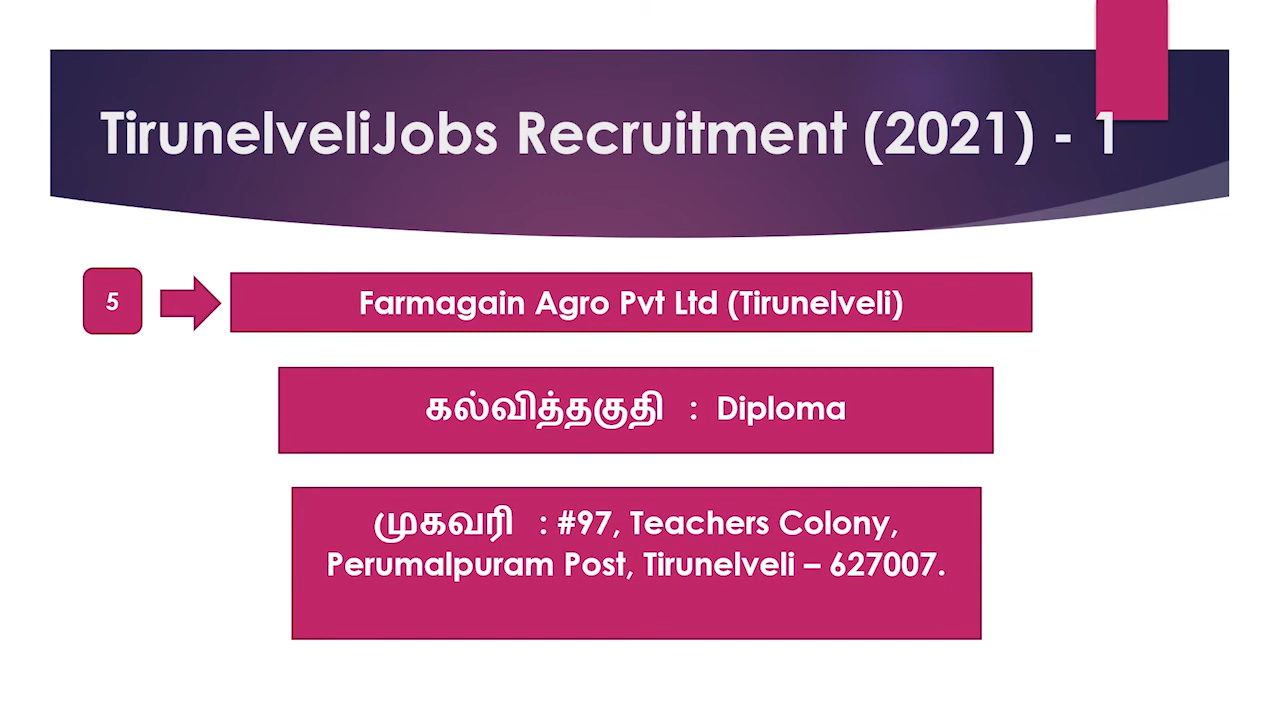 TirunelveliJobs Recruitment (2021) - 1
5
Farmagain Agro Pvt Ltd (Tirunelveli)
கல்வித்தகுதி : Diploma
முகவரி : #97, Teachers Colony,
Perumalpuram Post, Tirunelveli – 627007.